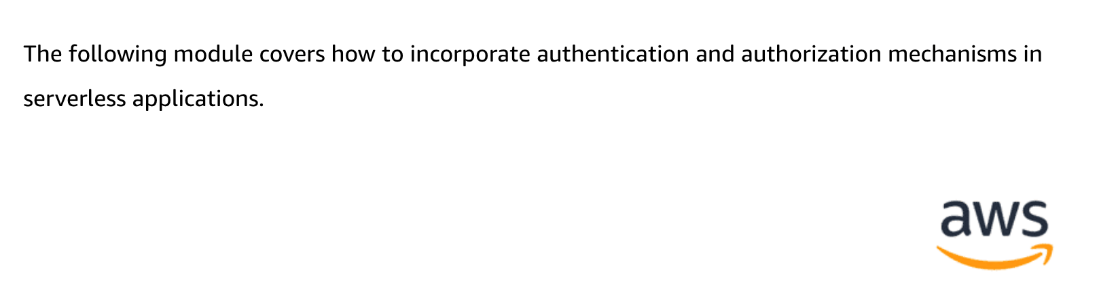 The following module covers how to incorporate authentication and authorization mechanisms in
serverless applications.
aws